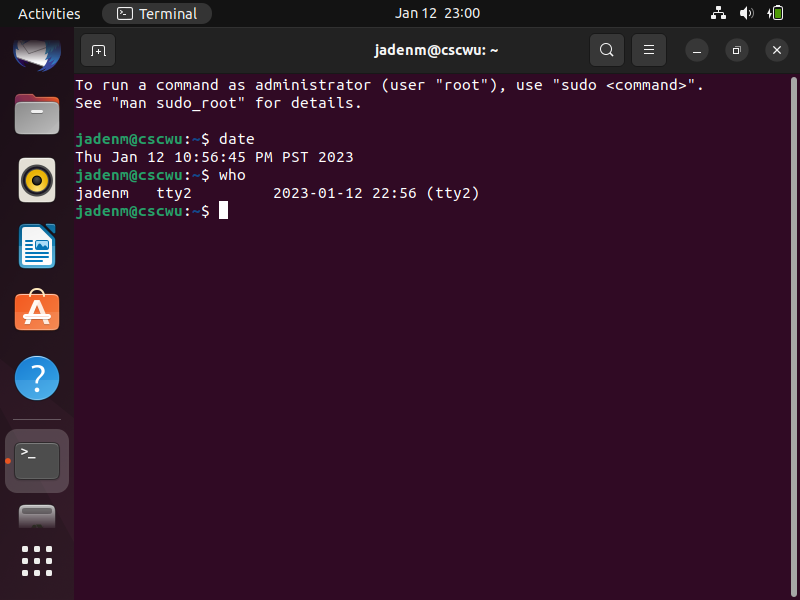 Activities Terminal Jan 12 23:00
jadenm@cscwu: ~
To run a command as administrator (user "root"), use "sudo <command>".
See "man sudo_root" for details.
jadenm@cscwu:~$ date
Thu Jan 12 10:56:45 PM PST 2023
jadenm@cscwu:~$ who
jadenm   tty2         2023-01-12 22:56 (tty2)
jadenm@cscwu:~$